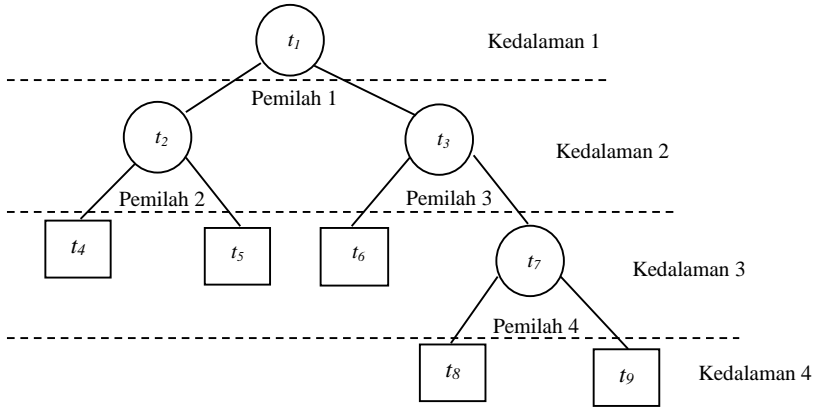 t1
Kedalaman 1
Pemilah 1
t2
t3
Kedalaman 2
Pemilah 2
Pemilah 3
t4
t5
t6
t7
Kedalaman 3
Pemilah 4
t8
t9
Kedalaman 4